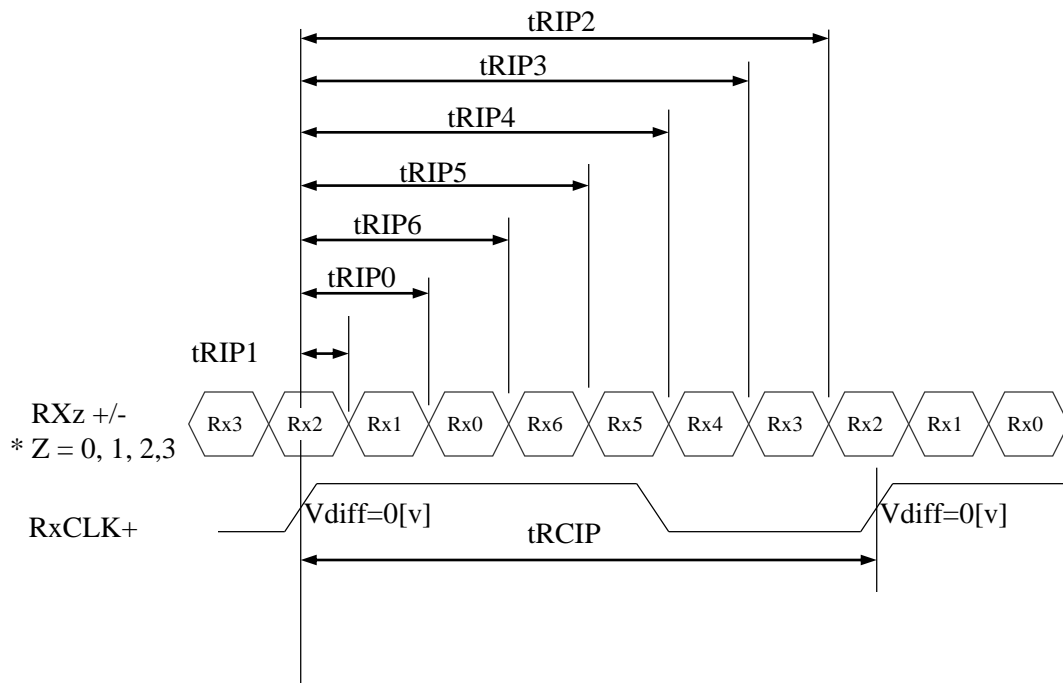 tRIP2
tRIP3
tRIP4
tRIP5
tRIP6
tRIP0
tRIP1
RXz +/-
* Z = 0, 1, 2,3
Rx3 Rx2 Rx1 Rx0 Rx6 Rx5 Rx4 Rx3 Rx2 Rx1 Rx0
RxCLK+
Vdiff=0[v] Vdiff=0[v]
tRCIP